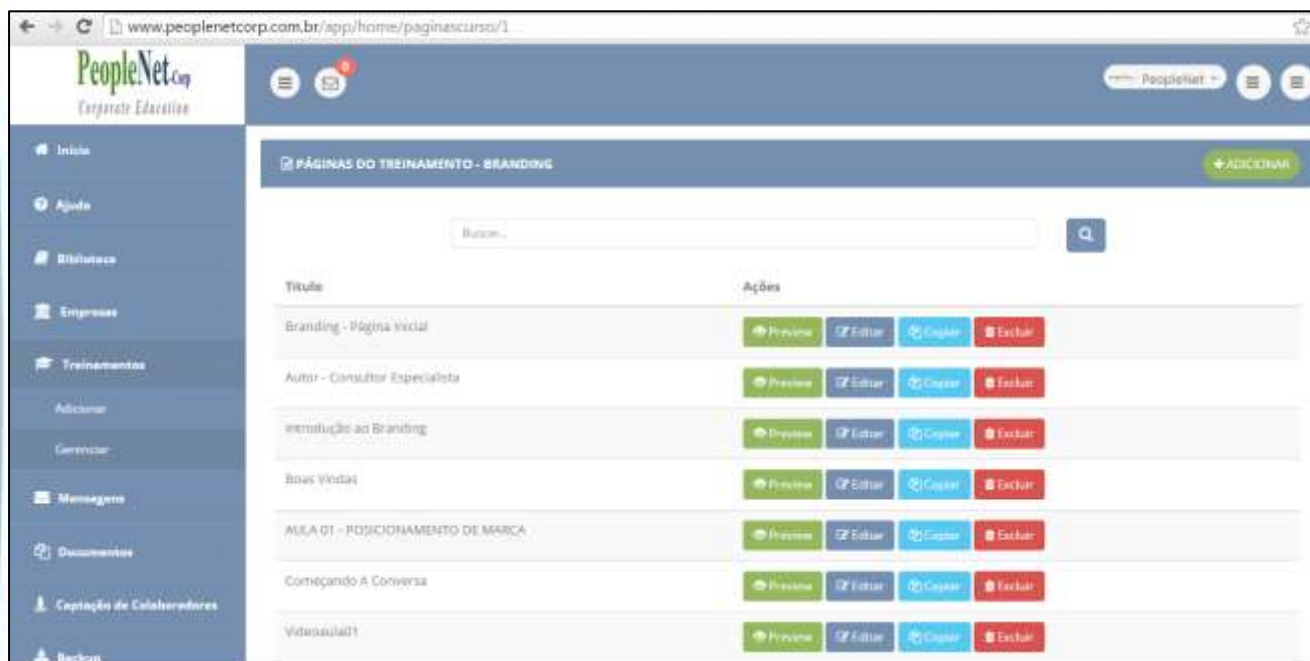 www.peoplenetcorp.com.br/app/home/paginascurso/1
PeopleNet Corp
Corporate Education
0
PeopleNet
Início
Ajuda
Biblioteca
Empresas
Treinamentos
Adicionar
Gerenciar
Mensagens
Documentos
Captação de Colaboradores
Backup
PÁGINAS DO TREINAMENTO - BRANDING
ADICIONAR
Buscar...
Título Ações
Branding - Página Inicial Preview Editar Copiar Excluir
Autor - Consultor Especialista Preview Editar Copiar Excluir
Introdução ao Branding Preview Editar Copiar Excluir
Boas Vindas Preview Editar Copiar Excluir
AULA 01 - POSICIONAMENTO DE MARCA Preview Editar Copiar Excluir
Começando A Conversa Preview Editar Copiar Excluir
Videoaula01 Preview Editar Copiar Excluir